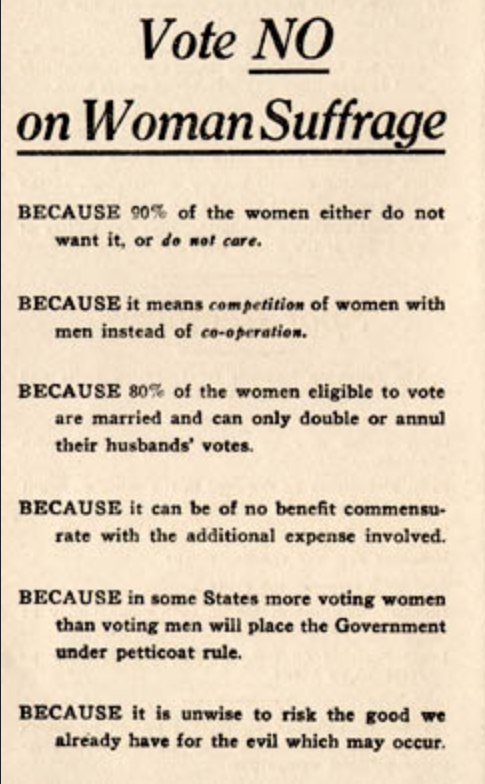 Vote NO
on Woman Suffrage
BECAUSE 90% of the women either do not
want it, or do not care.
BECAUSE it means competition of women with
men instead of co-operation.
BECAUSE 80% of the women eligible to vote
are married and can only double or annul
their husbands' votes.
BECAUSE it can be of no benefit commensu-
rate with the additional expense involved.
BECAUSE in some States more voting women
than voting men will place the Government
under petticoat rule.
BECAUSE it is unwise to risk the good we
already have for the evil which may occur.